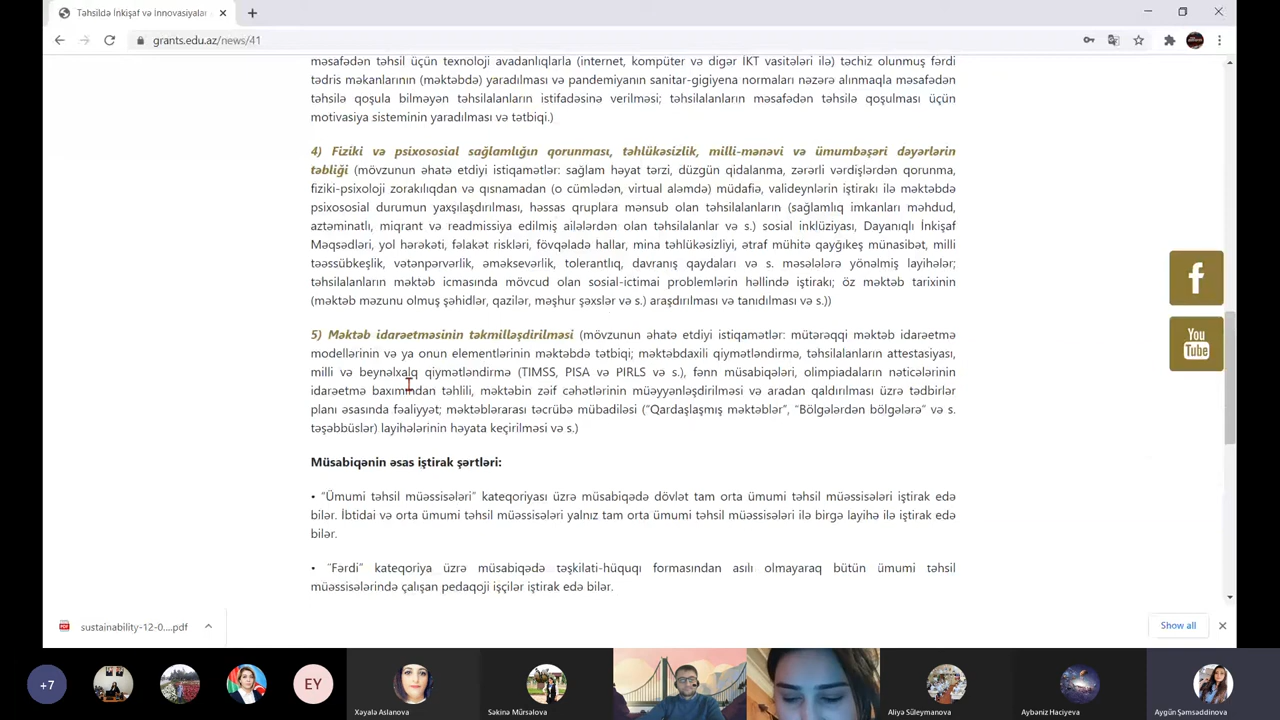 Təhsildə İnkişaf və İnnovasiyalar
grants.edu.az/news/41
məsafədən təhsil üçün texnoloji avadanlıqlarla (internet, kompüter və digər İKT vasitələri ilə) təchiz olunmuş fərdi
tədris məkanlarının (məktəbdə) yaradılması və pandemiyanın sanitar-gigiyena normaları nəzərə alınmaqla məsafədən
təhsilə qoşula bilməyən təhsilalanların istifadəsinə verilməsi; təhsilalanların məsafədən təhsilə qoşulması üçün
motivasiya sisteminin yaradılması və tətbiqi.)
4) Fiziki və psixososial sağlamlığın qorunması, təhlükəsizlik, milli-mənəvi və ümumbəşəri dəyərlərin
təbliği (mövzunun əhatə etdiyi istiqamətlər: sağlam həyat tərzi, düzgün qidalanma, zərərli vərdişlərdən qorunma,
fiziki-psixoloji zorakılıqdan və qısnamadan (o cümlədən, virtual aləmdə) müdafiə, valideynlərin iştirakı ilə məktəbdə
psixososial durumun yaxşılaşdırılması, həssas qruplara mənsub olan təhsilalanların (sağlamlıq imkanları məhdud,
aztəminatlı, miqrant və readmissiya edilmiş ailələrdən olan təhsilalanlar və s.) sosial inklüziyası, Dayanıqlı İnkişaf
Məqsədləri, yol hərəkəti, fəlakət riskləri, fövqəladə hallar, mina təhlükəsizliyi, ətraf mühitə qayğıkeş münasibət, milli
təəssübkeşlik, vətənpərvərlik, əməksevərlik, tolerantlıq, davranış qaydaları və s. məsələlərə yönəlmiş layihələr;
təhsilalanların məktəb icmasında mövcud olan sosial-ictimai problemlərin həllində iştirakı; öz məktəb tarixinin
(məktəb məzunu olmuş şəhidlər, qazilər, məşhur şəxslər və s.) araşdırılması və tanıdılması və s.))
5) Məktəb idarəetməsinin təkmilləşdirilməsi (mövzunun əhatə etdiyi istiqamətlər: mütərəqqi məktəb idarəetmə
modellərinin və ya onun elementlərinin məktəbdə tətbiqi; məktəbdaxili qiymətləndirmə, təhsilalanların attestasiyası,
milli və beynəlxalq qiymətləndirmə (TIMSS, PISA və PIRLS və s.), fənn müsabiqələri, olimpiadaların nəticələrinin
idarəetmə baxımından təhlili, məktəbin zəif cəhətlərinin müəyyənləşdirilməsi və aradan qaldırılması üzrə tədbirlər
planı əsasında fəaliyyət; məktəblərarası təcrübə mübadiləsi ("Qardaşlaşmış məktəblər", "Bölgələrdən bölgələrə" və s.
təşəbbüslər) layihələrinin həyata keçirilməsi və s.)
Müsabiqənin əsas iştirak şərtləri:
• "Ümumi təhsil müəssisələri" kateqoriyası üzrə müsabiqədə dövlət tam orta ümumi təhsil müəssisələri iştirak edə
bilər. İbtidai və orta ümumi təhsil müəssisələri yalnız tam orta ümumi təhsil müəssisələri ilə birgə layihə ilə iştirak edə
bilər.
• "Fərdi" kateqoriya üzrə müsabiqədə təşkilati-hüquqi formasından asılı olmayaraq bütün ümumi təhsil
müəssisələrində çalışan pedaqoji işçilər iştirak edə bilər.
f
You
Tube
sustainability-12-0....pdf
Show all
+7
EY
Xəyalə Aslanova
Səkinə Mürsəlova
Aliyə Süleymanova
Aybəniz Haciyeva
Aygün Şəmsəddinova